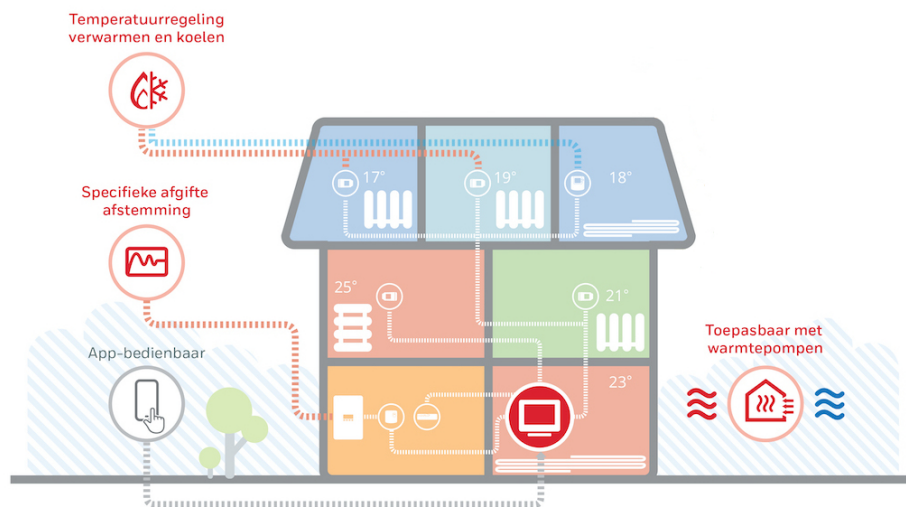 Temperatuurregeling
verwarmen en koelen
17°
19°
18°
Specifieke afgifte
afstemming
25°
21°
App-bedienbaar
23°
Toepasbaar met
warmtepompen